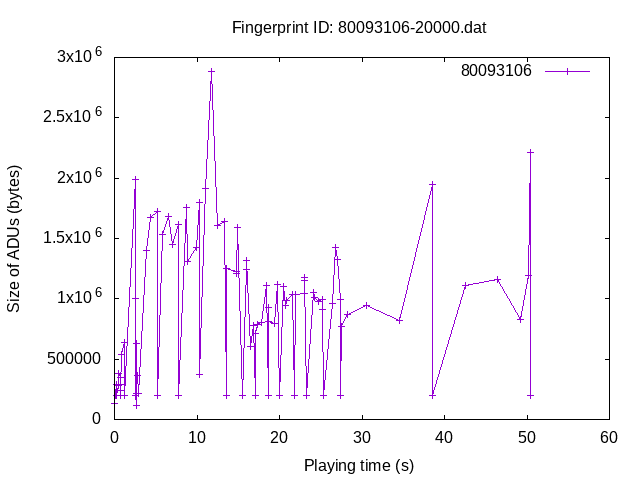 Fingerprint ID: 80093106-20000.dat
80093106
3x10^6
2.5x10^6
2x10^6
1.5x10^6
1x10^6
500000
0
Size of ADUs (bytes)
0 10 20 30 40 50 60
Playing time (s)